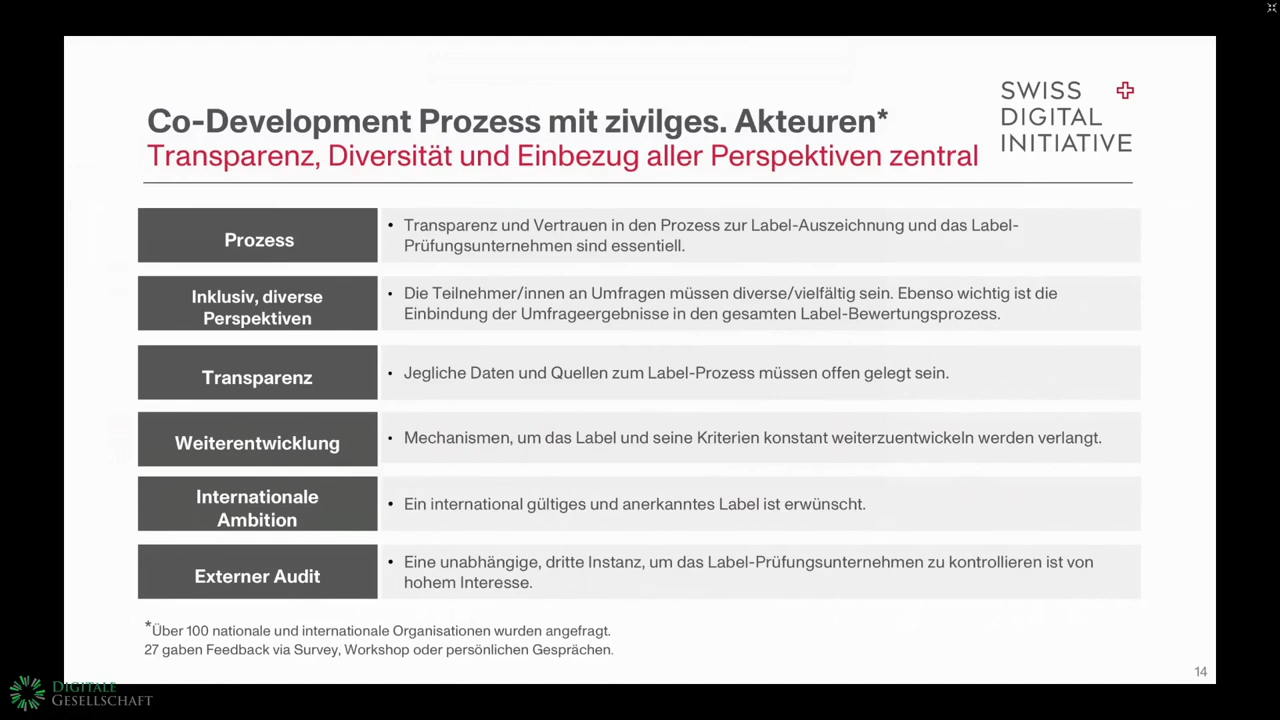 Co-Development Prozess mit zivilges. Akteuren*
Transparenz, Diversität und Einbezug aller Perspektiven zentral
SWISS
DIGITAL
INITIATIVE
Prozess
• Transparenz und Vertrauen in den Prozess zur Label-Auszeichnung und das Label-
Prüfungsunternehmen sind essentiell.
Inklusiv, diverse
Perspektiven
• Die Teilnehmer/innen an Umfragen müssen diverse/vielfältig sein. Ebenso wichtig ist die
Einbindung der Umfrageergebnisse in den gesamten Label-Bewertungsprozess.
Transparenz
• Jegliche Daten und Quellen zum Label-Prozess müssen offen gelegt sein.
Weiterentwicklung
• Mechanismen, um das Label und seine Kriterien konstant weiterzuentwickeln werden verlangt.
Internationale
Ambition
• Ein international gültiges und anerkanntes Label ist erwünscht.
Externer Audit
• Eine unabhängige, dritte Instanz, um das Label-Prüfungsunternehmen zu kontrollieren ist von
hohem Interesse.
*Über 100 nationale und internationale Organisationen wurden angefragt.
27 gaben Feedback via Survey, Workshop oder persönlichen Gesprächen.
14
DIGITALE
GESELLSCHAFT